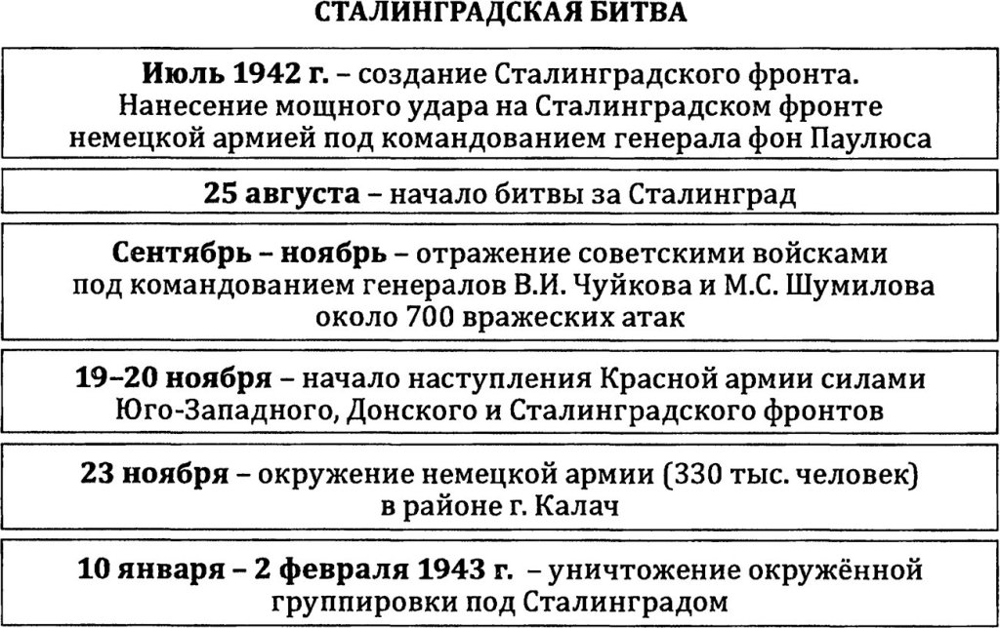 СТАЛИНГРАДСКАЯ БИТВА
Июль 1942 г. – создание Сталинградского фронта.
Нанесение мощного удара на Сталинградском фронте
немецкой армией под командованием генерала фон Паулюса
25 августа – начало битвы за Сталинград
Сентябрь – ноябрь – отражение советскими войсками
под командованием генералов В.И. Чуйкова и М.С. Шумилова
около 700 вражеских атак
19–20 ноября – начало наступления Красной армии силами
Юго-Западного, Донского и Сталинградского фронтов
23 ноября – окружение немецкой армии (330 тыс. человек)
в районе г. Калач
10 января – 2 февраля 1943 г. – уничтожение окружённой
группировки под Сталинградом